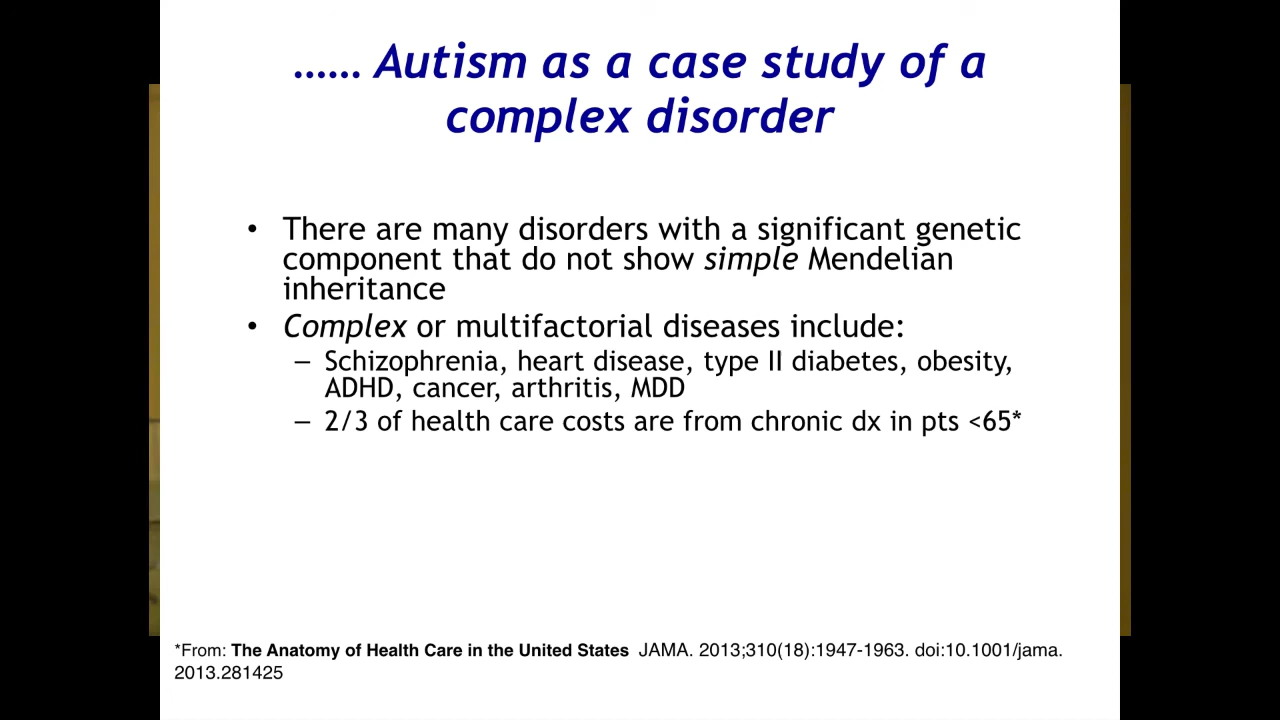 ...... Autism as a case study of a
complex disorder
• There are many disorders with a significant genetic
component that do not show simple Mendelian
inheritance
• Complex or multifactorial diseases include:
– Schizophrenia, heart disease, type II diabetes, obesity,
ADHD, cancer, arthritis, MDD
– 2/3 of health care costs are from chronic dx in pts <65*
*From: The Anatomy of Health Care in the United States JAMA. 2013;310(18):1947-1963. doi:10.1001/jama.
2013.281425